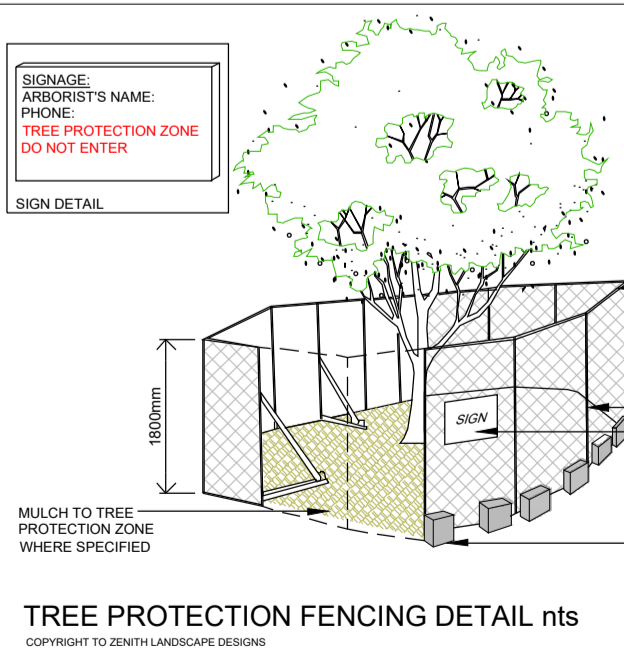 SIGNAGE:
ARBORIST'S NAME:
PHONE:
TREE PROTECTION ZONE
DO NOT ENTER
SIGN DETAIL
1800mm
SIGN
MULCH TO TREE
PROTECTION ZONE
WHERE SPECIFIED
TREE PROTECTION FENCING DETAIL nts
COPYRIGHT TO ZENITH LANDSCAPE DESIGNS